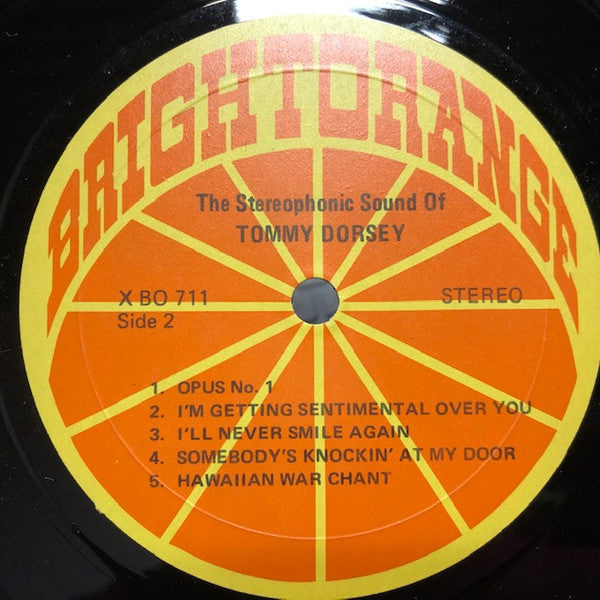 BRIGHTORANGE
The Stereophonic Sound Of
TOMMY DORSEY
X BO 711 STEREO
Side 2
1. OPUS No. 1
2. I'M GETTING SENTIMENTAL OVER YOU
3. I'LL NEVER SMILE AGAIN
4. SOMEBODY'S KNOCKIN' AT MY DOOR
5. HAWAIIAN WAR CHANT